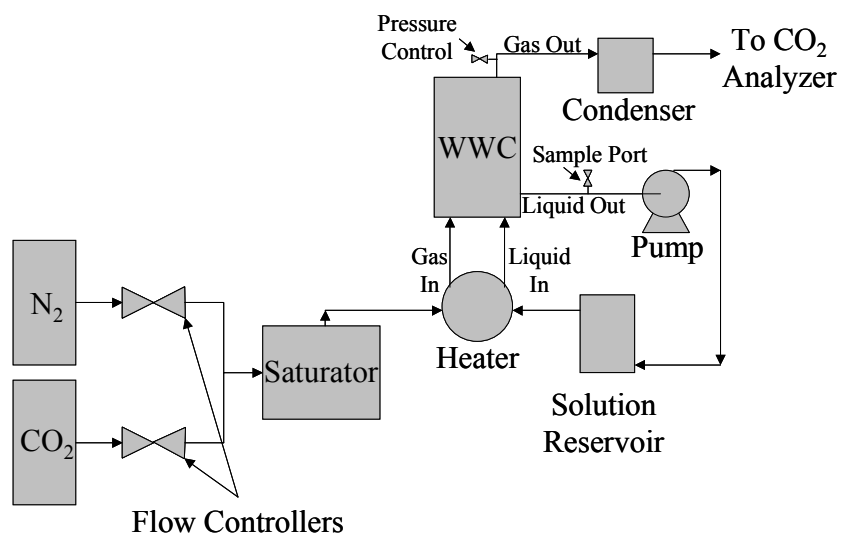 Pressure
Control
Gas Out
To CO₂
Analyzer
Condenser
WWC
Sample Port
Liquid Out
Pump
Gas
In
Liquid
In
N₂
Heater
Saturator
CO₂
Solution
Reservoir
Flow Controllers